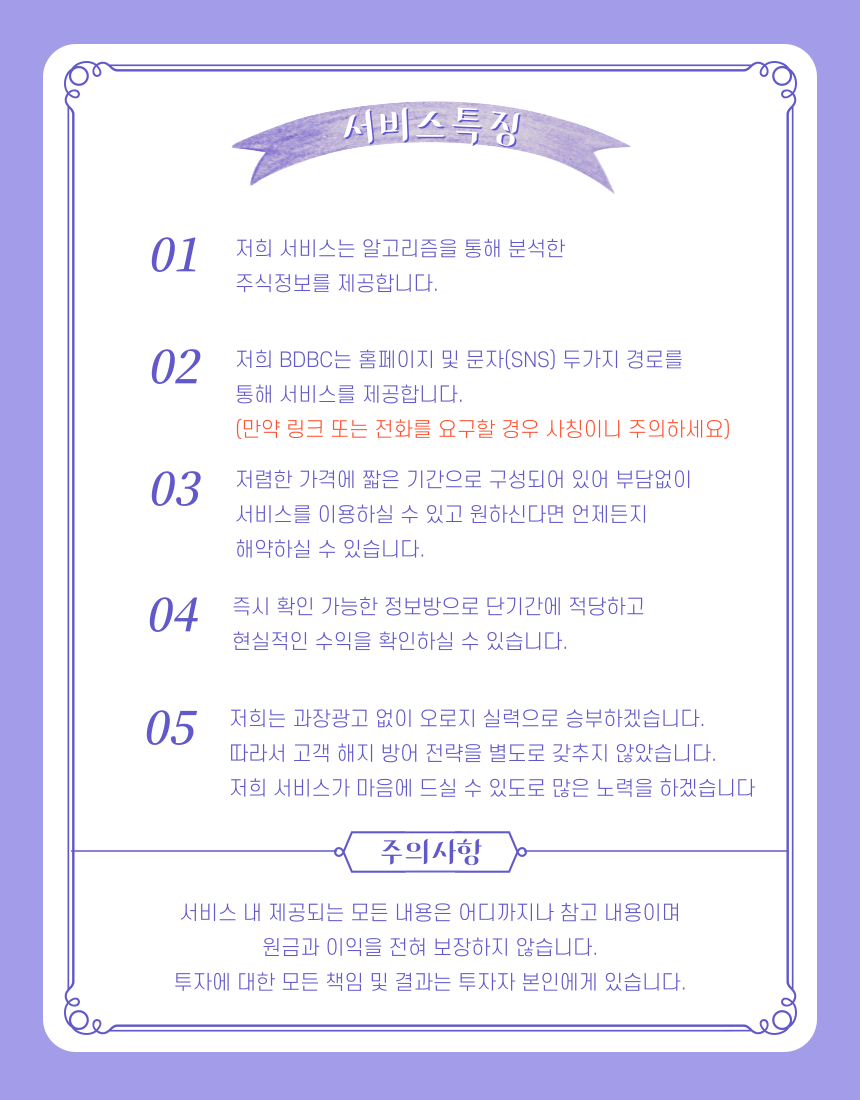 서비스특징
01
저희 서비스는 알고리즘을 통해 분석한
주식정보를 제공합니다.
02
저희 BDBC는 홈페이지 및 문자(SNS) 두가지 경로를
통해 서비스를 제공합니다.
(만약 링크 또는 전화를 요구할 경우 사칭이니 주의하세요)
03
저렴한 가격에 짧은 기간으로 구성되어 있어 부담없이
서비스를 이용하실 수 있고 원하신다면 언제든지
해약하실 수 있습니다.
04
즉시 확인 가능한 정보방으로 단기간에 적당하고
현실적인 수익을 확인하실 수 있습니다.
05
저희는 과장광고 없이 오로지 실력으로 승부하겠습니다.
따라서 고객 해지 방어 전략을 별도로 갖추지 않았습니다.
저희 서비스가 마음에 드실 수 있도로 많은 노력을 하겠습니다
주의사항
서비스 내 제공되는 모든 내용은 어디까지나 참고 내용이며
원금과 이익을 전혀 보장하지 않습니다.
투자에 대한 모든 책임 및 결과는 투자자 본인에게 있습니다.